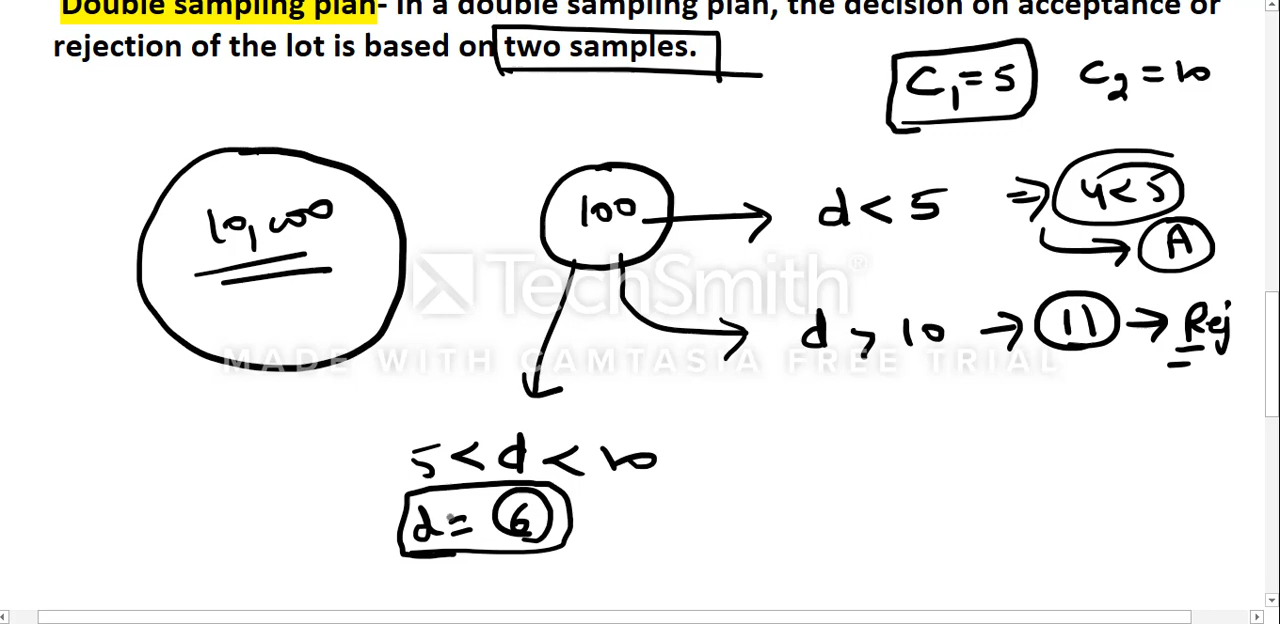 Double sampling plan- In a double sampling plan, the decision on acceptance or
rejection of the lot is based on two samples.
C₁ = 5 C₂ = 10
10,000
100
d < 5 ⇒ 4 < 5
A
d > 10 → 11 → Rej
5 < d < 10
d = 6
TechSmith®
MADE WITH CAMTASIA FREE TRIAL